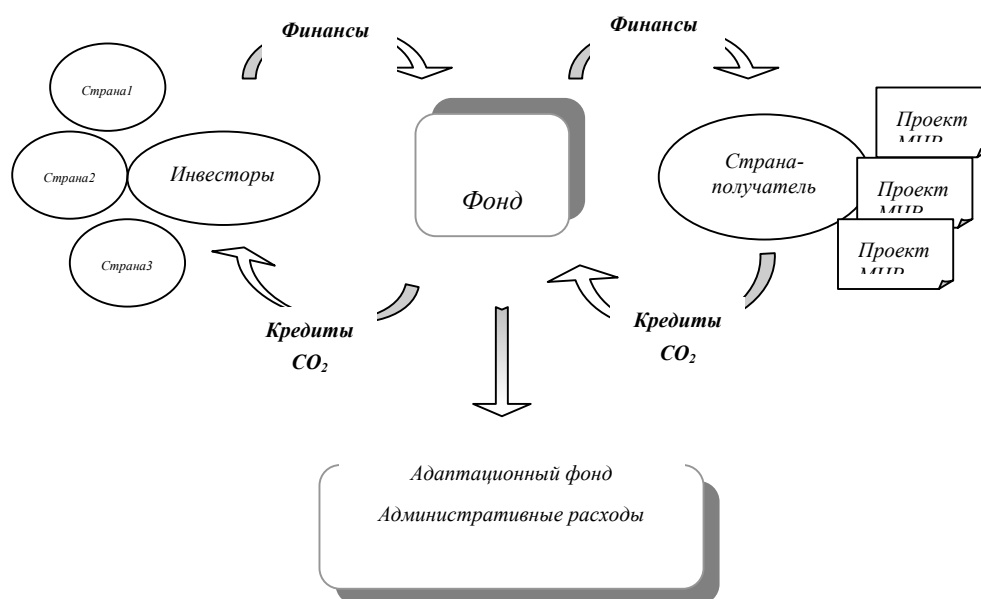 Финансы
Финансы
Страна1
Страна2
Страна3
Инвесторы
Фонд
Страна-
получатель
Проект
Проект
Проект
Кредиты
CO₂
Кредиты
CO₂
Адаптационный фонд
Административные расходы